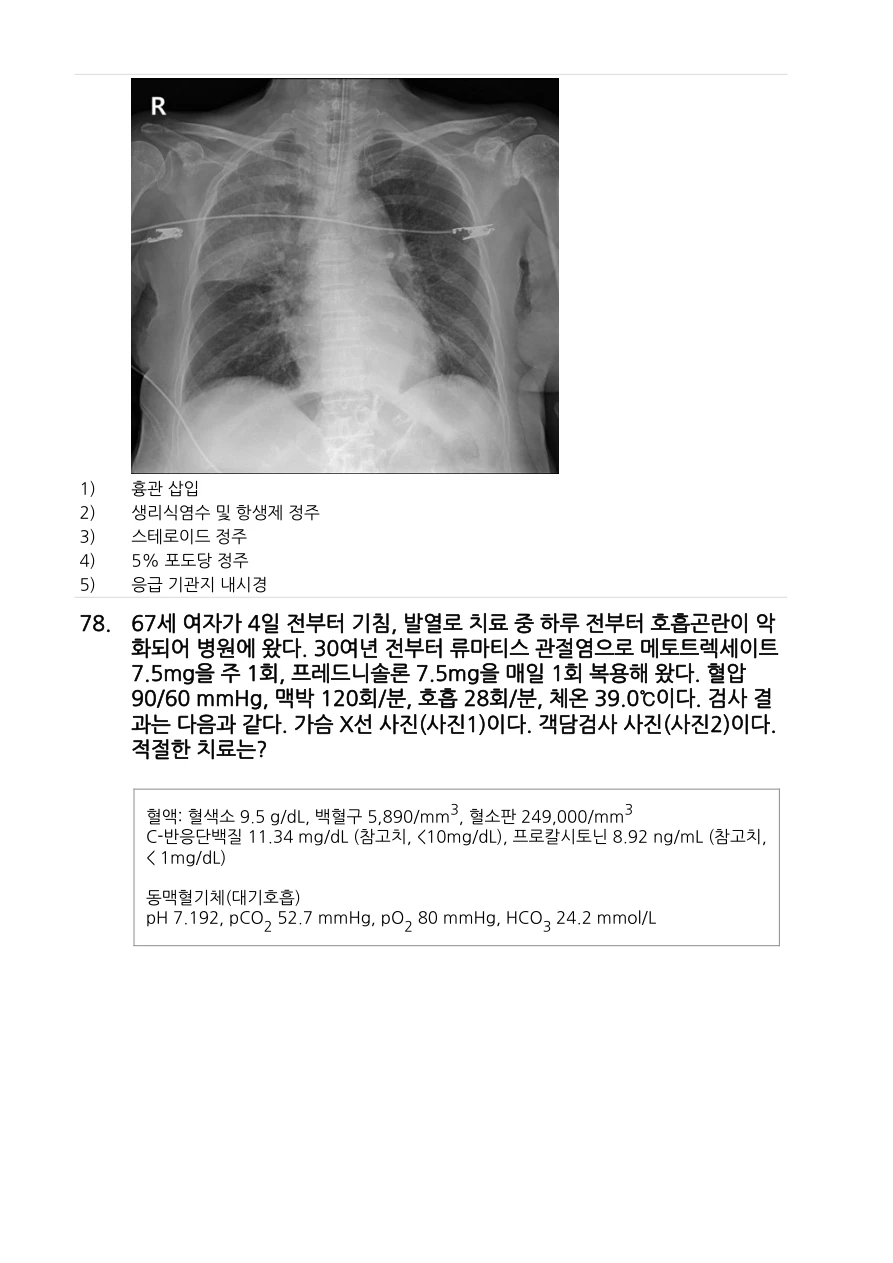 R
1) 흉관 삽입
2) 생리식염수 및 항생제 정주
3) 스테로이드 정주
4) 5% 포도당 정주
5) 응급 기관지 내시경
78. 67세 여자가 4일 전부터 기침, 발열로 치료 중 하루 전부터 호흡곤란이 악
화되어 병원에 왔다. 30여년 전부터 류마티스 관절염으로 메토트렉세이트
7.5mg을 주 1회, 프레드니솔론 7.5mg을 매일 1회 복용해 왔다. 혈압
90/60 mmHg, 맥박 120회/분, 호흡 28회/분, 체온 39.0℃이다. 검사 결
과는 다음과 같다. 가슴 X선 사진(사진1)이다. 객담검사 사진(사진2)이다.
적절한 치료는?
혈액: 혈색소 9.5 g/dL, 백혈구 5,890/mm3, 혈소판 249,000/mm3
C-반응단백질 11.34 mg/dL (참고치, <10mg/dL), 프로칼시토닌 8.92 ng/mL (참고치,
< 1mg/dL)
동맥혈기체(대기호흡)
pH 7.192, pCO2 52.7 mmHg, pO2 80 mmHg, HCO3 24.2 mmol/L